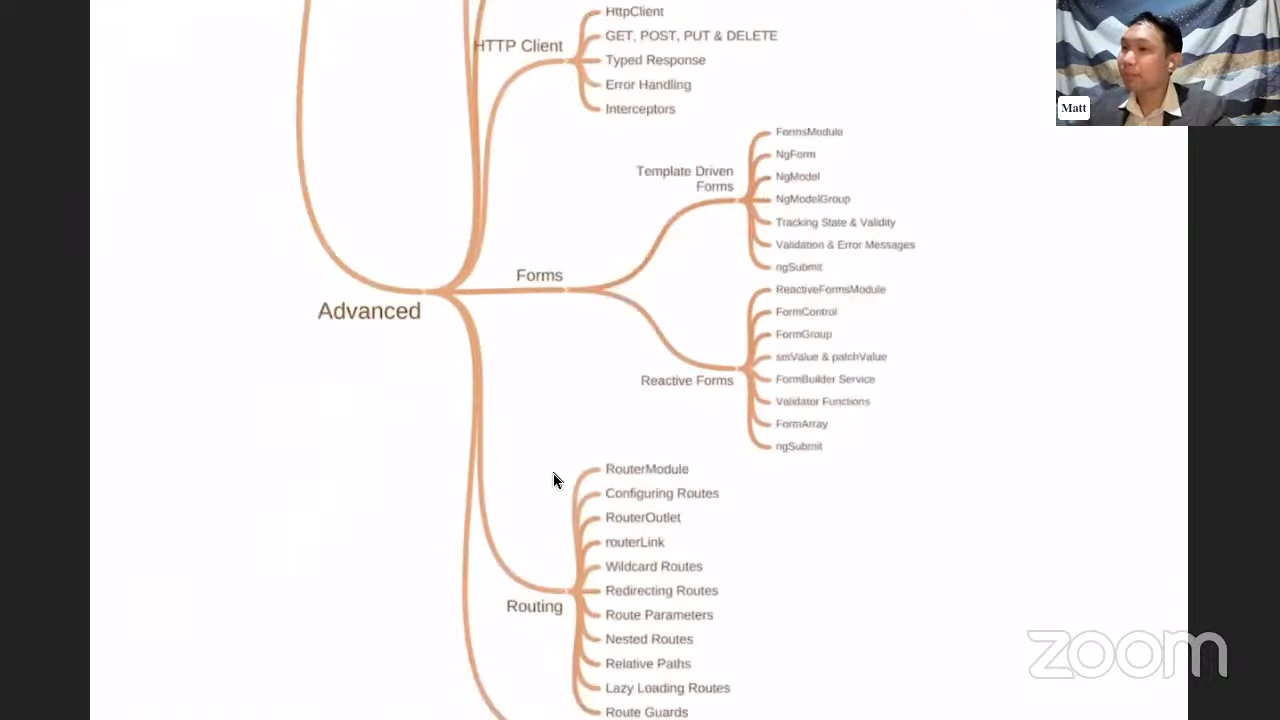 HttpClient
HTTP Client
GET, POST, PUT & DELETE
Typed Response
Error Handling
Interceptors
Matt
FormsModule
NgForm
Template Driven
Forms
NgModel
NgModelGroup
Tracking State & Validity
Validation & Error Messages
ngSubmit
Forms
Advanced
ReactiveFormsModule
FormControl
FormGroup
setValue & patchValue
Reactive Forms
FormBuilder Service
Validator Functions
FormArray
ngSubmit
RouterModule
Configuring Routes
RouterOutlet
routerLink
Wildcard Routes
Redirecting Routes
Routing
Route Parameters
Nested Routes
Relative Paths
Lazy Loading Routes
Route Guards
zoom